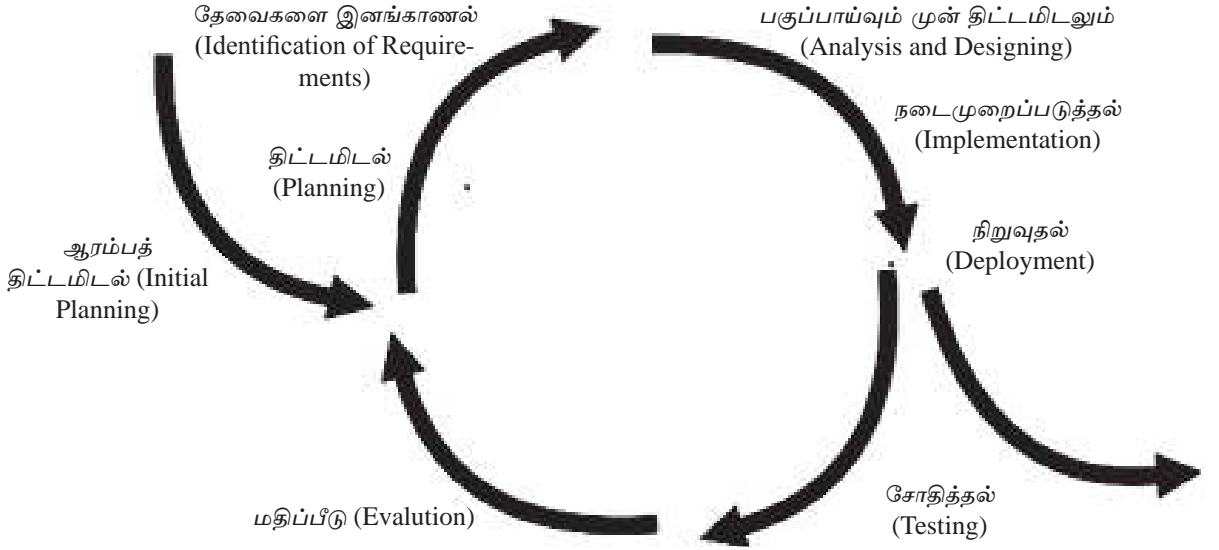 தேவைகளை இனங்காணல்
(Identification of Require-
ments)
பகுப்பாய்வும் முன் திட்டமிடலும்
(Analysis and Designing)
நடைமுறைப்படுத்தல்
(Implementation)
திட்டமிடல்
(Planning)
நிறுவுதல்
(Deployment)
ஆரம்பத்
திட்டமிடல் (Initial
Planning)
சோதித்தல்
(Testing)
மதிப்பீடு (Evalution)